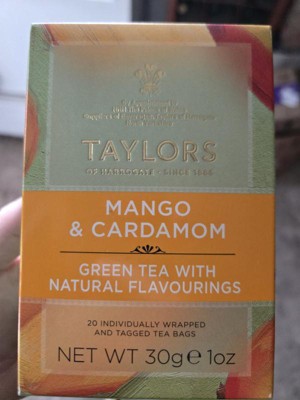 TAYLORS
OF HARROGATE · SINCE 1886
MANGO
& CARDAMOM
GREEN TEA WITH
NATURAL FLAVOURINGS
20 INDIVIDUALLY WRAPPED
AND TAGGED TEA BAGS
NET WT 30g ℮ 1oz